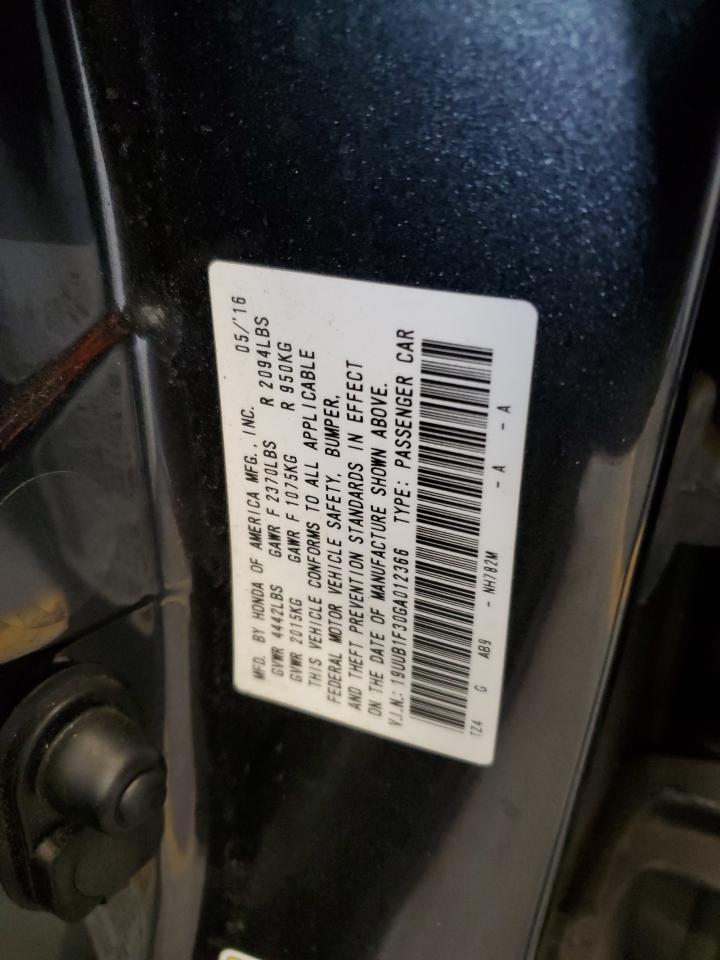 MFD. BY HONDA OF AMERICA MFG., INC. 05/'16
GVWR 4442LBS GAWR F 2370LBS R 2094LBS
GVWR 2015KG GAWR F 1075KG R 950KG
THIS VEHICLE CONFORMS TO ALL APPLICABLE
FEDERAL MOTOR VEHICLE SAFETY, BUMPER,
AND THEFT PREVENTION STANDARDS IN EFFECT
ON THE DATE OF MANUFACTURE SHOWN ABOVE.
V.I.N.: 19UUB1F30GA012366 TYPE: PASSENGER CAR
TZ4 G AB9 - NH782M - A - A